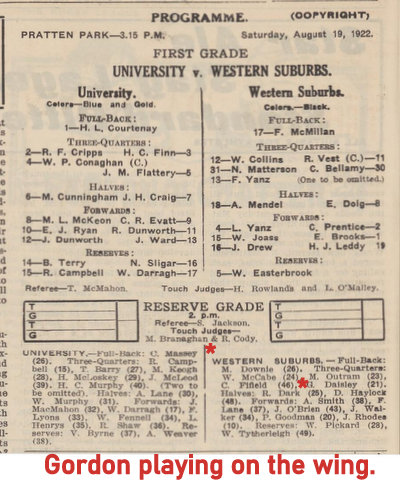 PROGRAMME.
(COPYRIGHT)
PRATTEN PARK—3.15 P.M.
Saturday, August 19, 1922.
FIRST GRADE
UNIVERSITY v. WESTERN SUBURBS.
University.
Colors—Blue and Gold.
FULL-BACK:
1—H. L. Courtenay
THREE-QUARTERS:
2—R. F. Cripps H. C. Finn—3
4—W. P. Conaghan (C.)
J. M. Flattery—5
HALVES:
6—M. Cunningham J. H. Craig—7
FORWARDS:
8—M. L. McKeon C. R. Evatt—9
10—E. J. Ryan R. Dunworth—11
12—J. Dunworth J. Ward—13
RESERVES:
14—B. Terry N. Sligar—16
15—R. Campbell W. Darragh—17
Western Suburbs.
Colors.—Black.
FULL-BACK:
17—F. McMillan
THREE-QUARTERS:
12—W. Collins R. Vest (C.)—11
31—N. Matterson C. Bellamy—30
13—F. Yanz (One to be omitted.)
HALVES:
18—A. Mendel E. Doig—8
FORWARDS:
4—L. Yanz C. Prentice—2
15—W. Joass E. Brooks—1
16—J. Drew H. J. Leddy 19
RESERVES:
5—W. Easterbrook
Referee—T. McMahon.
Touch Judges—H. Rowlands and L. O'Malley.
T
G
T
G
RESERVE GRADE
2. p.m.
Referee—S. Jackson.
Touch Judges—
M. Branaghan & R. Cody.
T
G
T
G
UNIVERSITY.—Full-Back: C. Massey
(26). Three-Quarters: R. Camp-
bell (15), T. Barry (27), M. Keogh
(28), H. McLoskey (29), J. McLeod
(39), H. C. Murphy (40). (Two to
be omitted). Halves: A. Lane (30),
W. Murphy (31). Forwards: J.
MacMahon (32), W. Darragh (17), F.
Lyons (33), W. Fennell (34), L.
Henrys (35), R. Shaw (36). Re-
serves: V. Byrne (37), A. Weaver
(38).
WESTERN SUBURBS.—Full-Back:
M. Downie (26). Three-Quarters:
W. McCabe (24), M. Outram (23),
C. Fifield (46), G. Daisley (21).
Halves: R. Dark (25), D. Haylock
(48). Forwards: A. Smith (38), F.
Lane (37), J. O'Brien (43), J. Wal-
ker (34), P. Goodman (20), J. Rhodes
(10). Reserves: W. Pickard (28),
W. Tytherleigh (49).
Gordon playing on the wing.